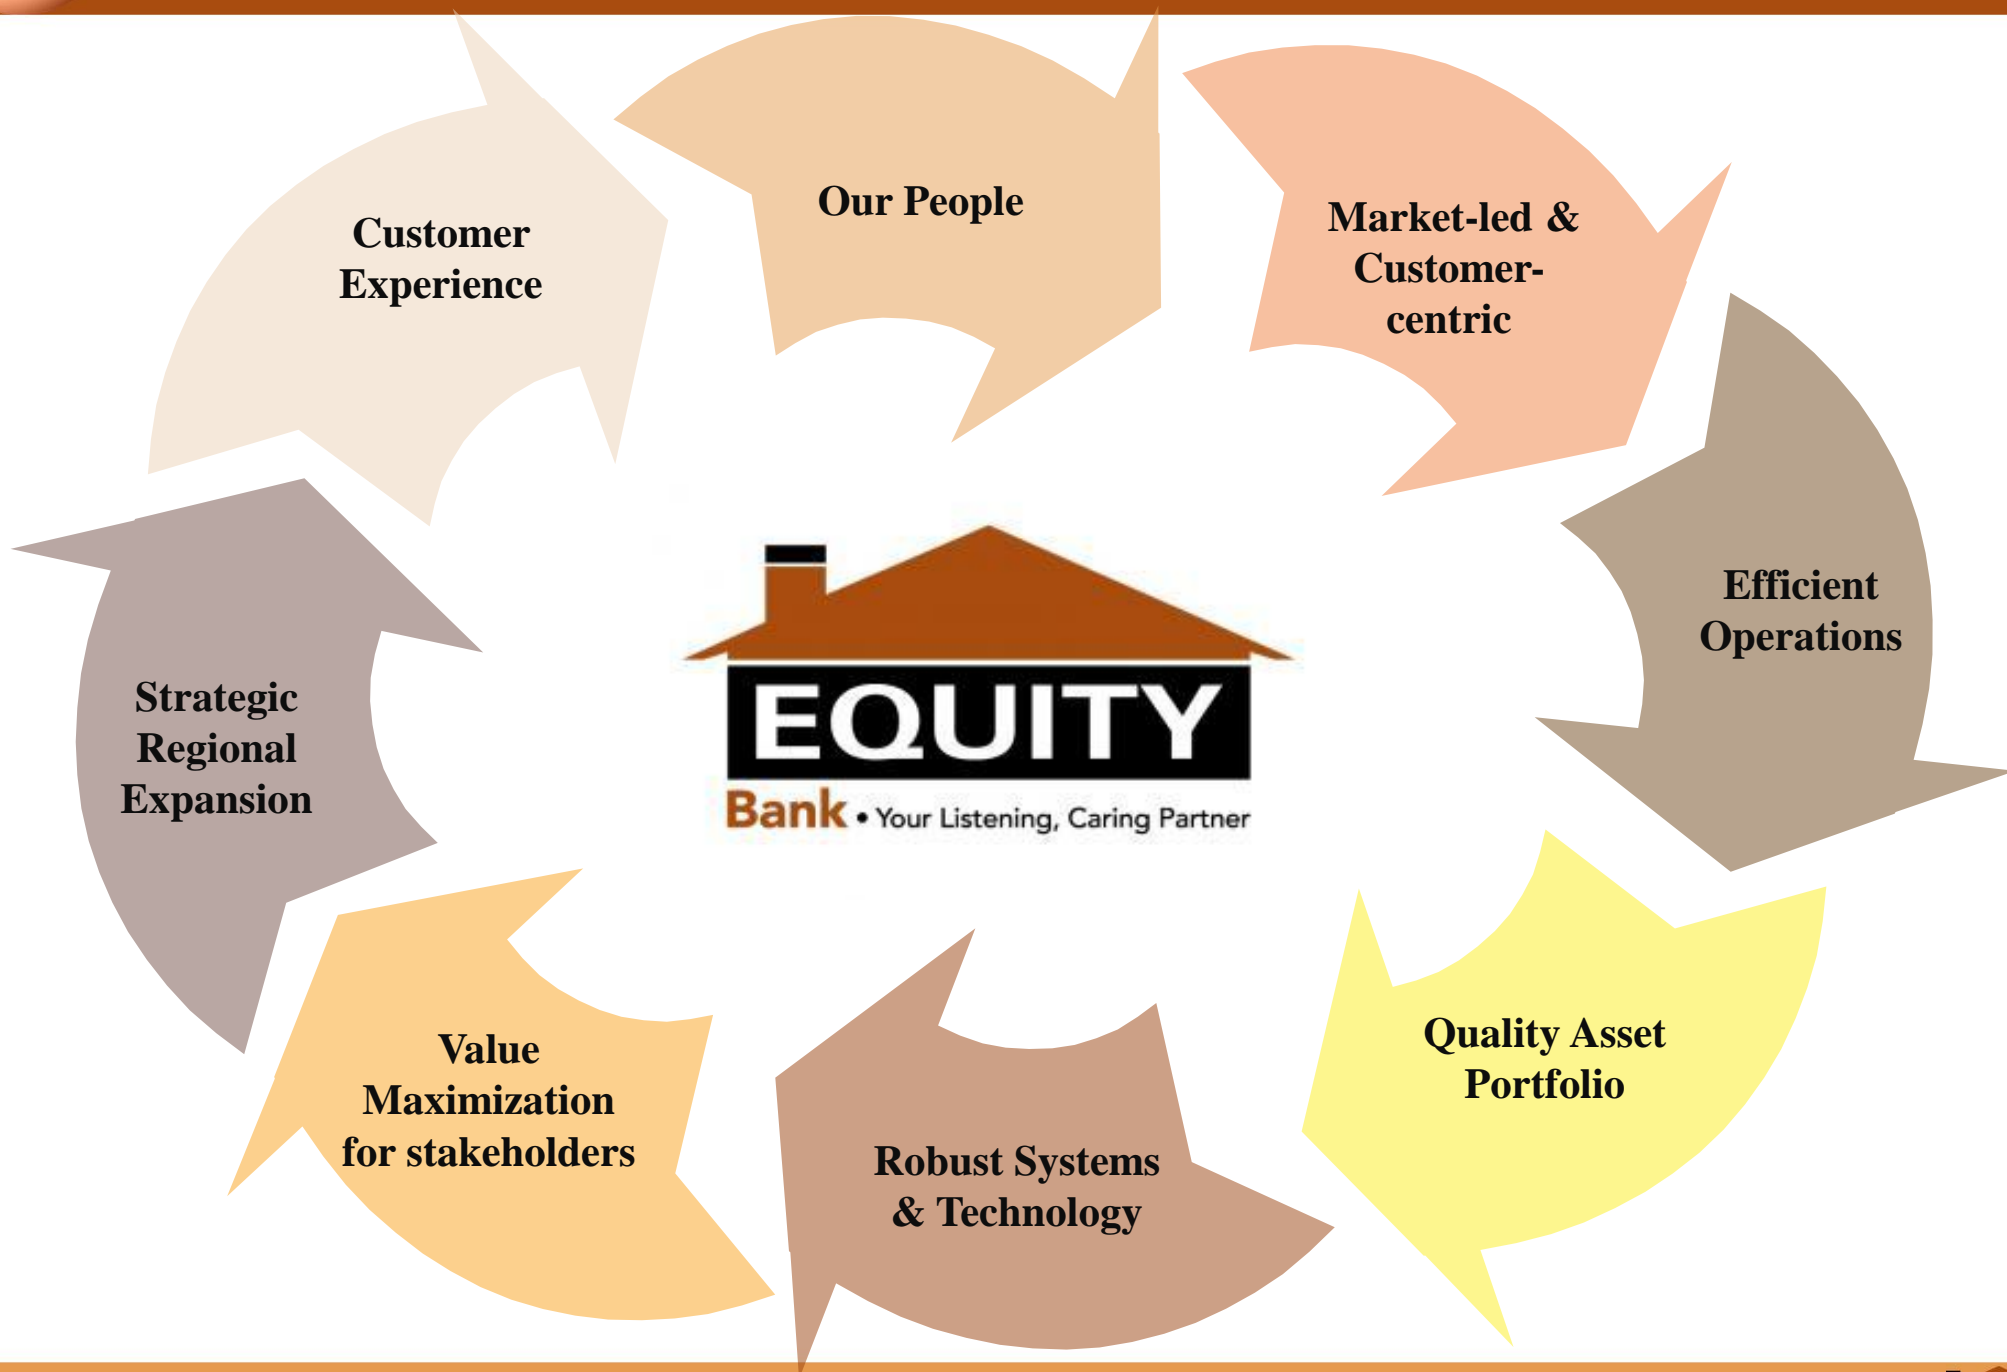 Our People
Market-led &
Customer-
centric
Efficient
Operations
Quality Asset
Portfolio
Robust Systems
& Technology
Value
Maximization
for stakeholders
Strategic
Regional
Expansion
Customer
Experience
EQUITY
Bank • Your Listening, Caring Partner